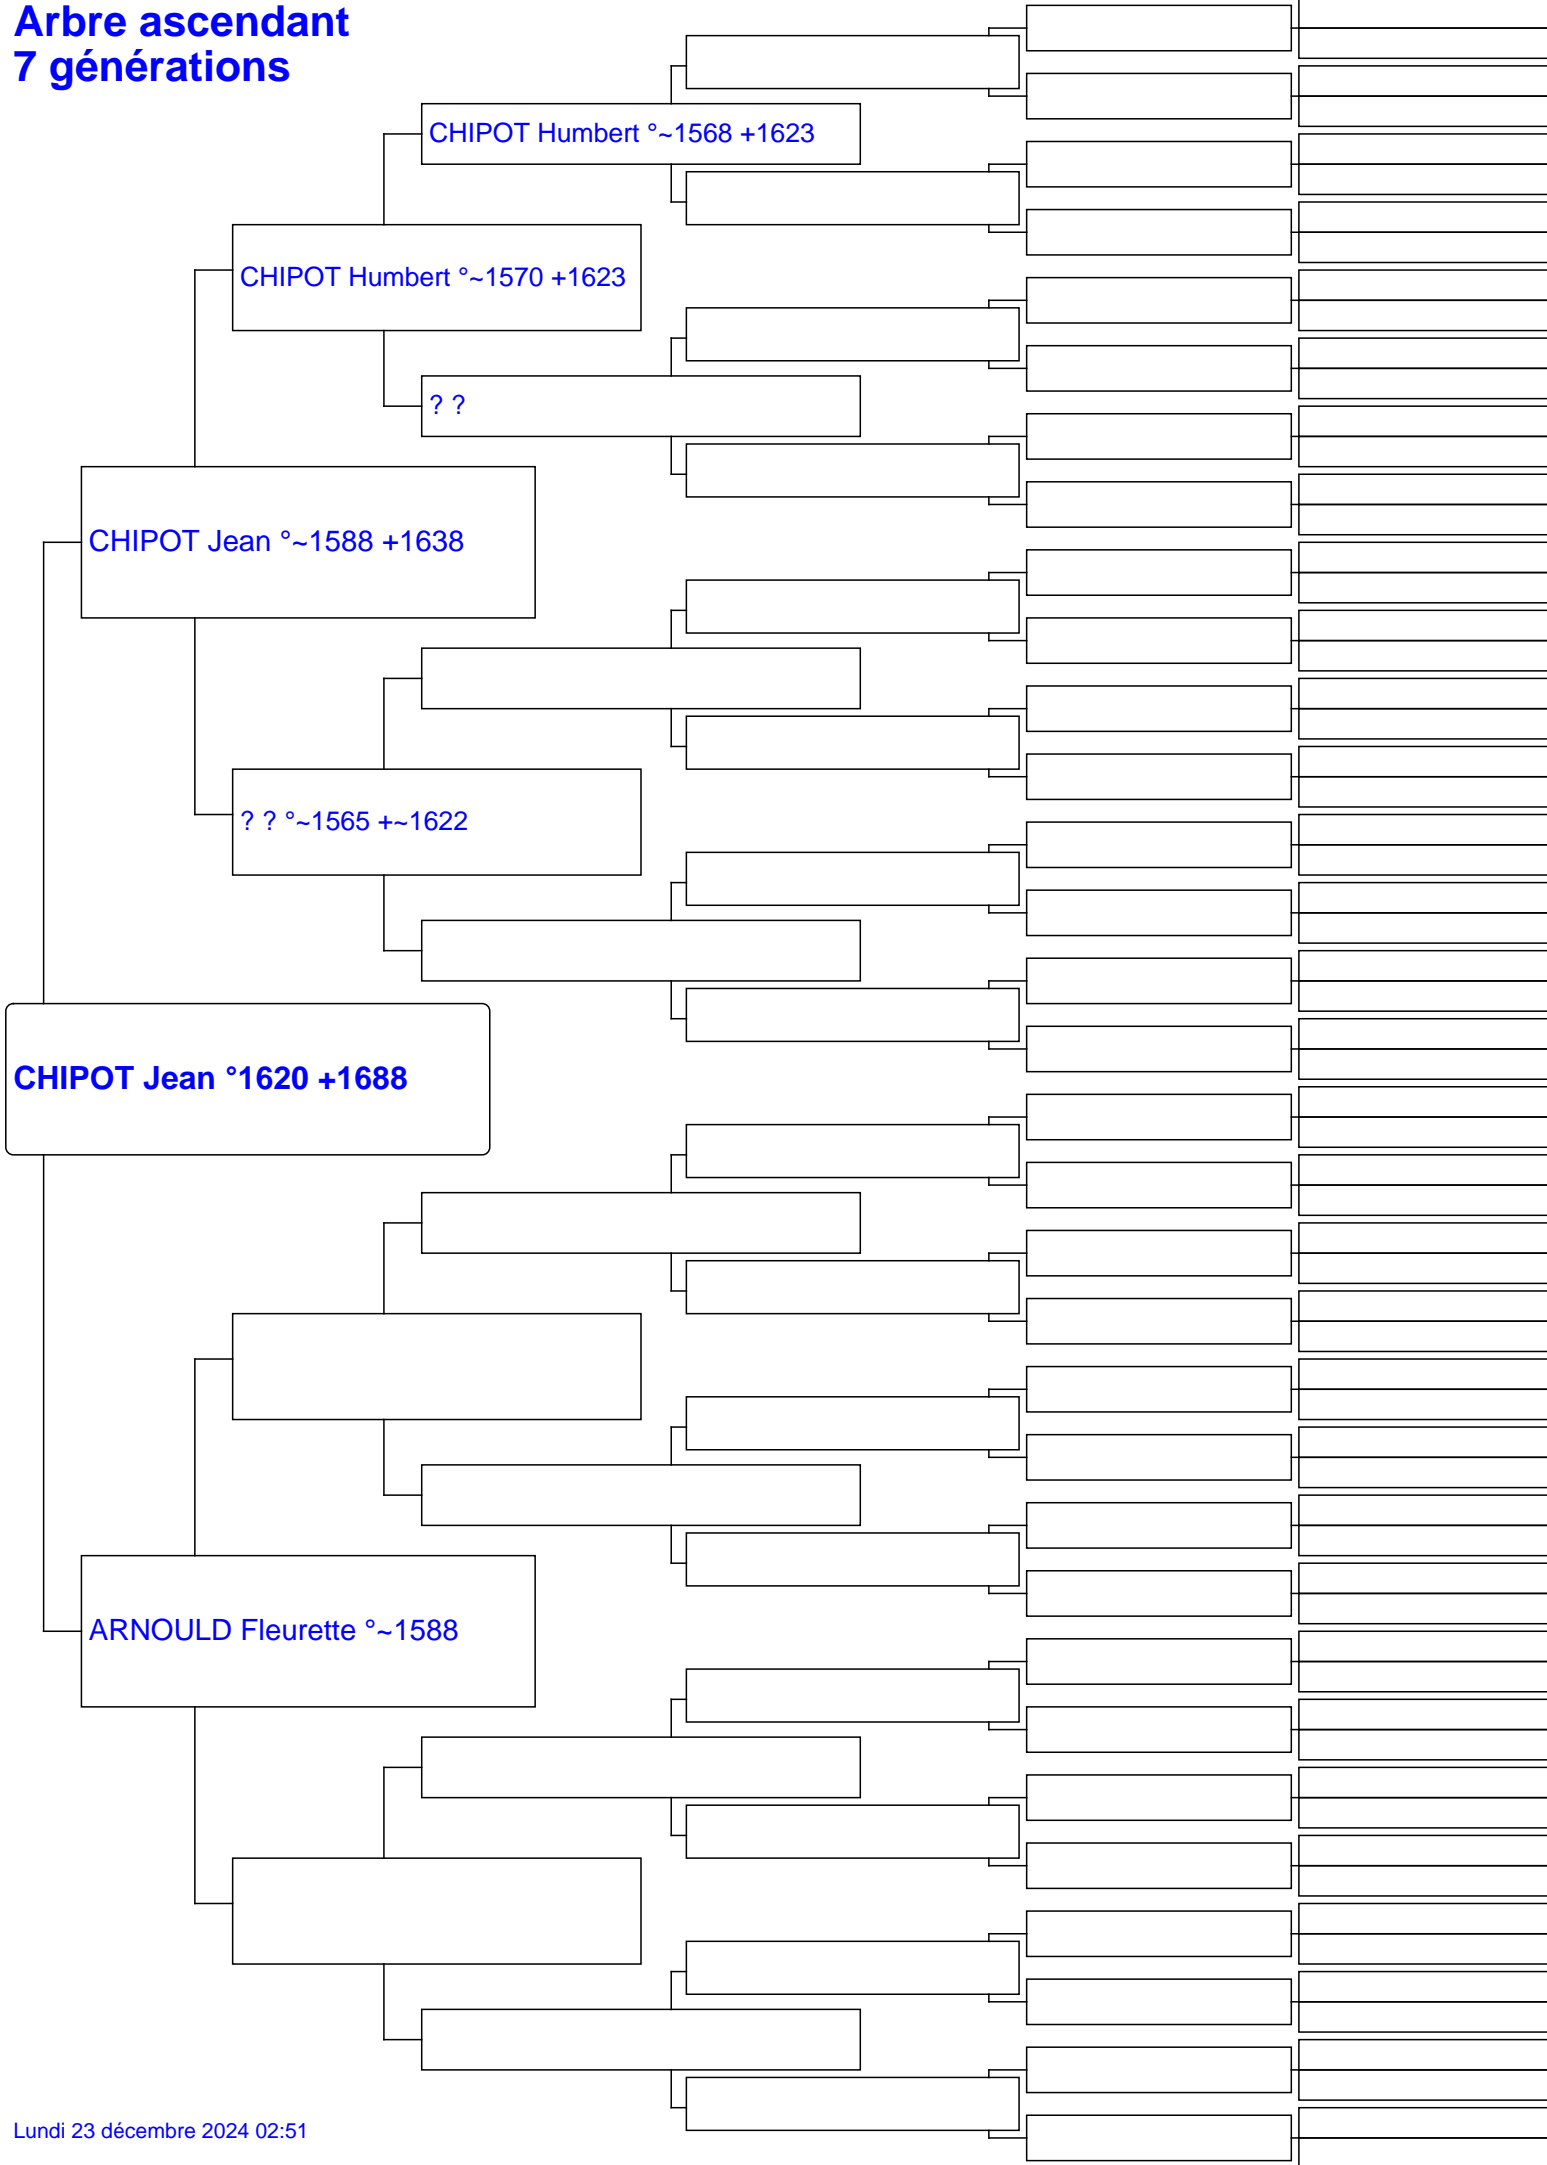 Arbre ascendant
7 générations
CHIPOT Humbert °~1568 +1623
CHIPOT Humbert °~1570 +1623
? ?
CHIPOT Jean °~1588 +1638
? ? °~1565 +~1622
CHIPOT Jean °1620 +1688
ARNOULD Fleurette °~1588
Lundi 23 décembre 2024 02:51